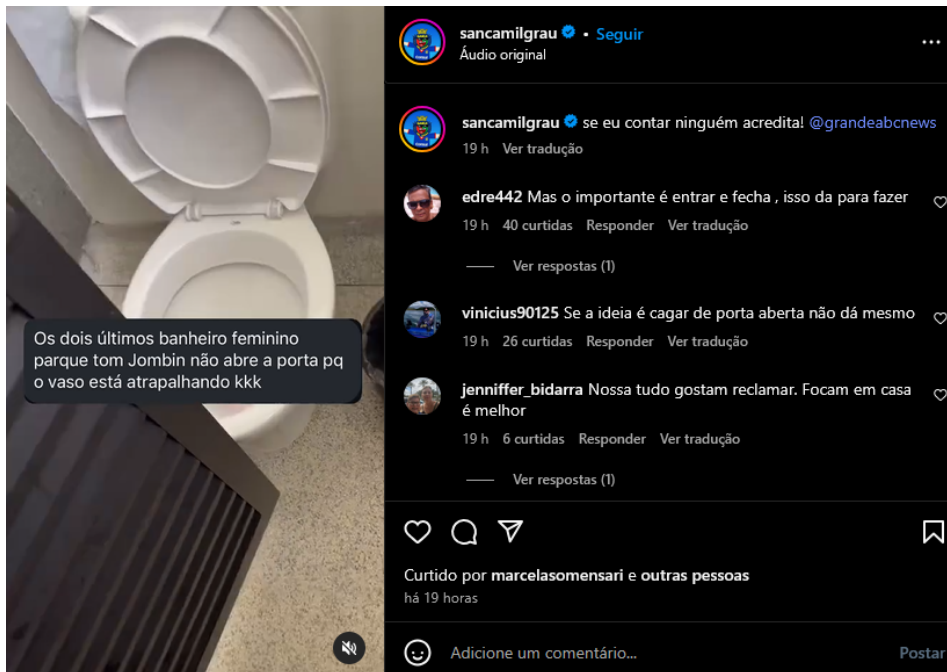 sancamilgrau • Seguir
Áudio original
sancamilgrau se eu contar ninguém acredita! @grandeabcnews
19 h Ver tradução
edre442 Mas o importante é entrar e fecha , isso da para fazer
19 h 40 curtidas Responder Ver tradução
Ver respostas (1)
Os dois últimos banheiro feminino
parque tom Jombin não abre a porta pq
o vaso está atrapalhando kkk
vinicius90125 Se a ideia é cagar de porta aberta não dá mesmo
19 h 26 curtidas Responder Ver tradução
jenniffer_bidarra Nossa tudo gostam reclamar. Focam em casa
é melhor
19 h 6 curtidas Responder Ver tradução
Ver respostas (1)
Curtido por marcelasomensari e outras pessoas
há 19 horas
Adicione um comentário...
Postar